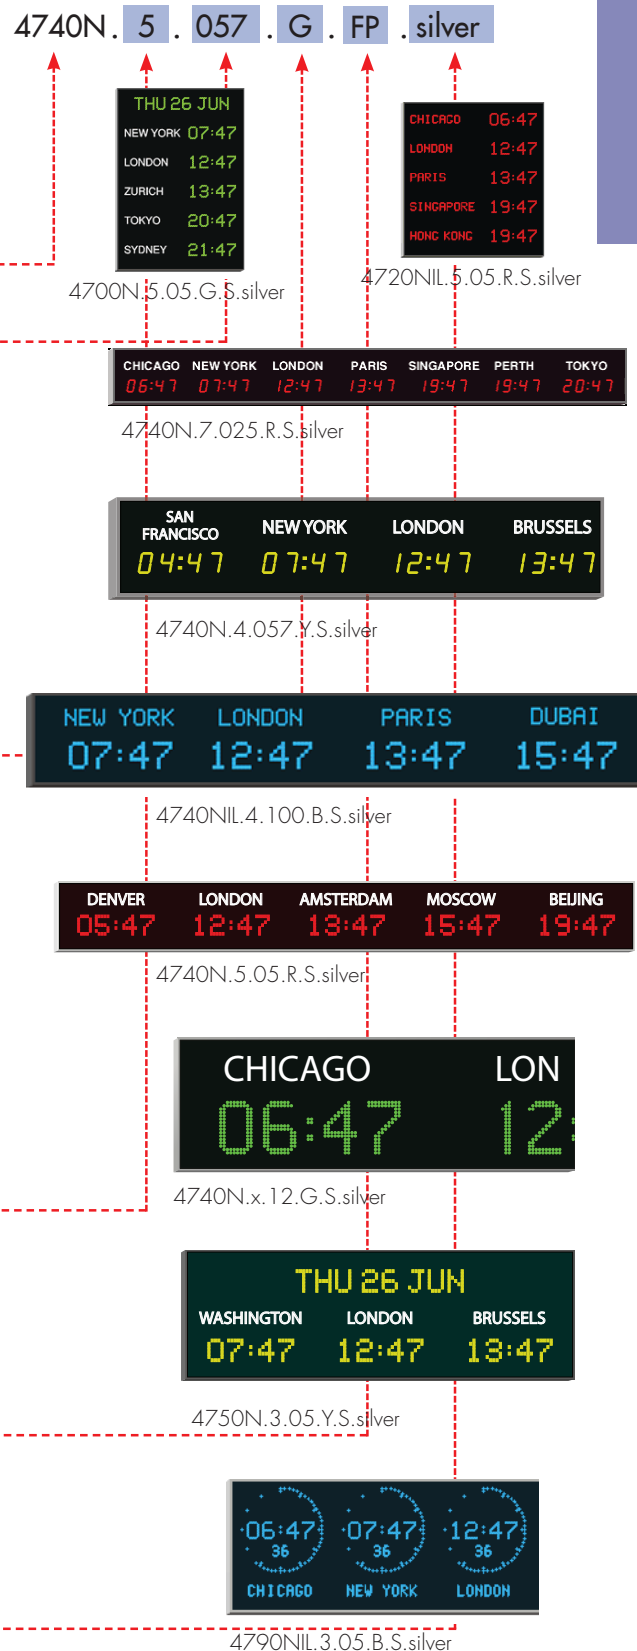 4740N . 5 . 057 . G . FP . silver
THU 26 JUN
NEW YORK 07:47
LONDON 12:47
ZURICH 13:47
TOKYO 20:47
SYDNEY 21:47
4700N.5.05.G.S.silver
CHICAGO 06:47
LONDON 12:47
PARIS 13:47
SINGAPORE 19:47
HONG KONG 19:47
4720NIL.5.05.R.S.silver
CHICAGO NEW YORK LONDON PARIS SINGAPORE PERTH TOKYO
06:47 07:47 12:47 13:47 19:47 19:47 20:47
4740N.7.025.R.S.silver
SAN FRANCISCO NEW YORK LONDON BRUSSELS
04:47 07:47 12:47 13:47
4740N.4.057.Y.S.silver
NEW YORK LONDON PARIS DUBAI
07:47 12:47 13:47 15:47
4740NIL.4.100.B.S.silver
DENVER LONDON AMSTERDAM MOSCOW BEIJING
05:47 12:47 13:47 15:47 19:47
4740N.5.05.R.S.silver
CHICAGO LON
06:47 12:
4740N.x.12.G.S.silver
THU 26 JUN
WASHINGTON LONDON BRUSSELS
07:47 12:47 13:47
4750N.3.05.Y.S.silver
06:47 07:47 12:47
36 36 36
CHICAGO NEW YORK LONDON
4790NIL.3.05.B.S.silver